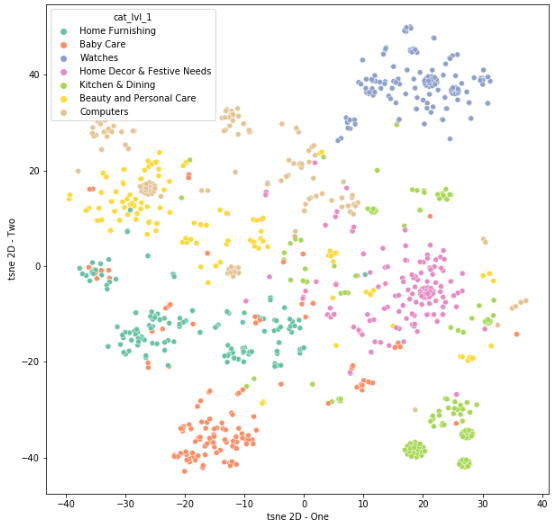 cat_lvl_1
Home Furnishing
Baby Care
Watches
Home Decor & Festive Needs
Kitchen & Dining
Beauty and Personal Care
Computers
tsne 2D - Two
40
20
0
−20
−40
−40
−30
−20
−10
0
10
20
30
40
tsne 2D - One